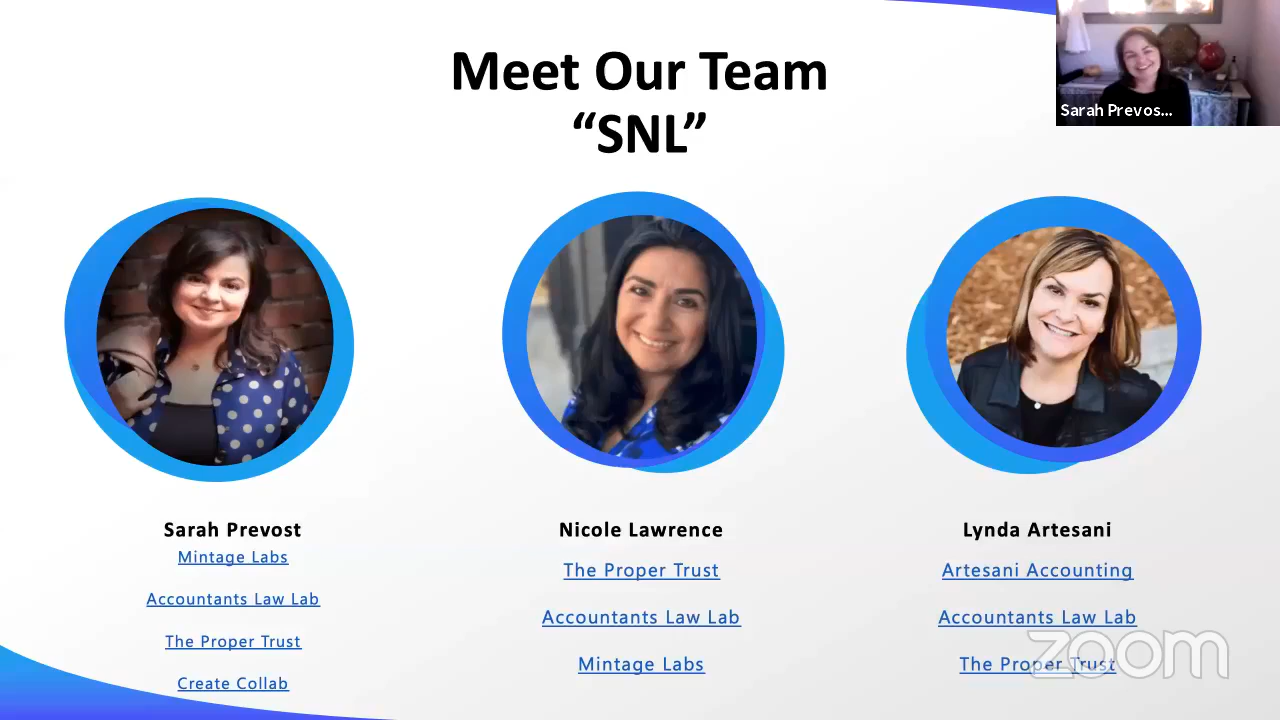 Meet Our Team
“SNL”
Sarah Prevos...
Sarah Prevost
Mintage Labs
Accountants Law Lab
The Proper Trust
Create Collab
Nicole Lawrence
The Proper Trust
Accountants Law Lab
Mintage Labs
Lynda Artesani
Artesani Accounting
Accountants Law Lab
The Proper Trust
zoom